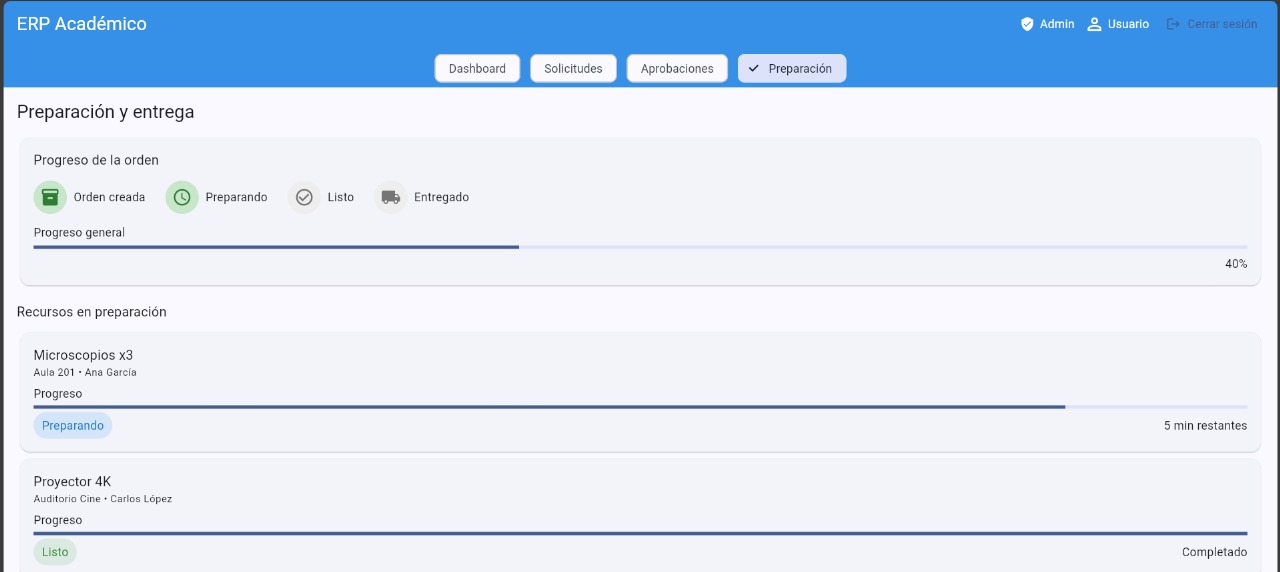 ERP Académico
Admin
Usuario
Cerrar sesión
Dashboard
Solicitudes
Aprobaciones
Preparación
Preparación y entrega
Progreso de la orden
Orden creada
Preparando
Listo
Entregado
Progreso general
40%
Recursos en preparación
Microscopios x3
Aula 201 • Ana García
Progreso
Preparando
5 min restantes
Proyector 4K
Auditorio Cine • Carlos López
Progreso
Listo
Completado